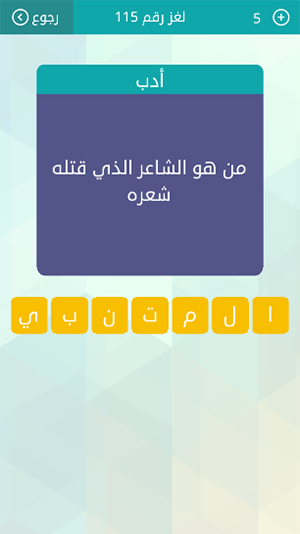 رجوع لغز رقم 115 5
أدب
من هو الشاعر الذي قتله
شعره
ا ل م ت ن ب ي